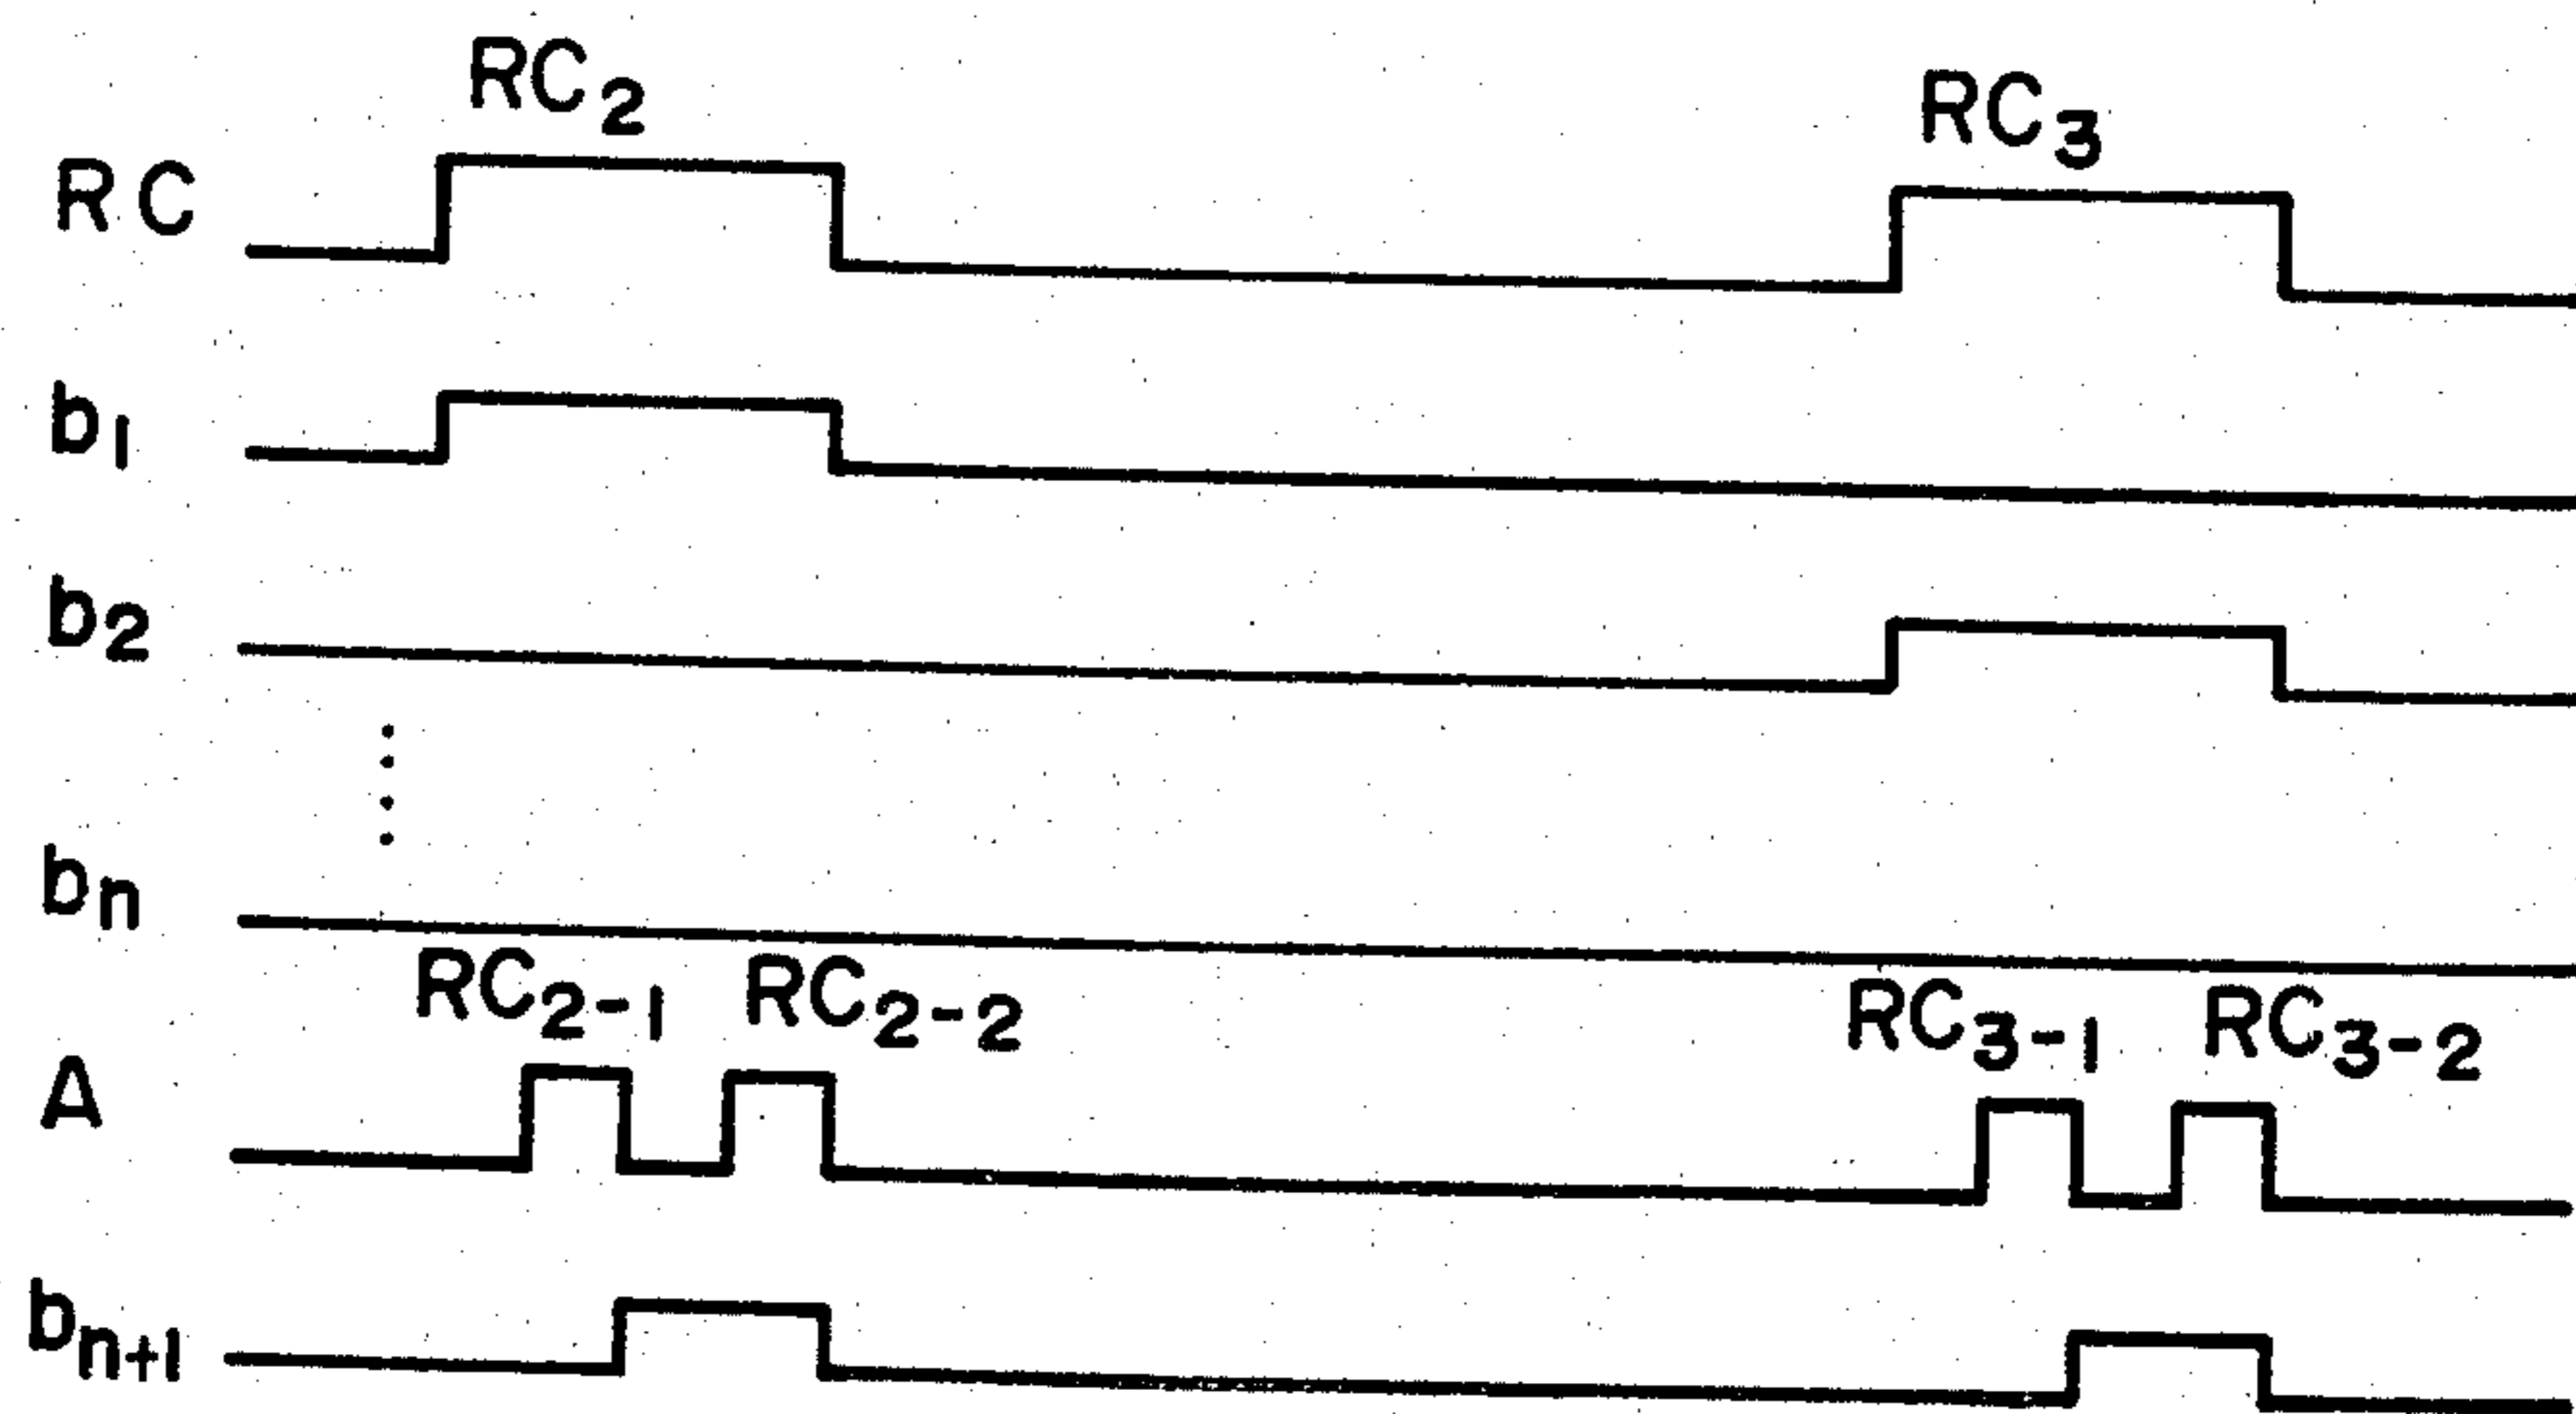 RC₂
RC₃
RC
b₁
b₂
bₙ
RC₂₋₁ RC₂₋₂ RC₃₋₁ RC₃₋₂
A
bₙ₊₁